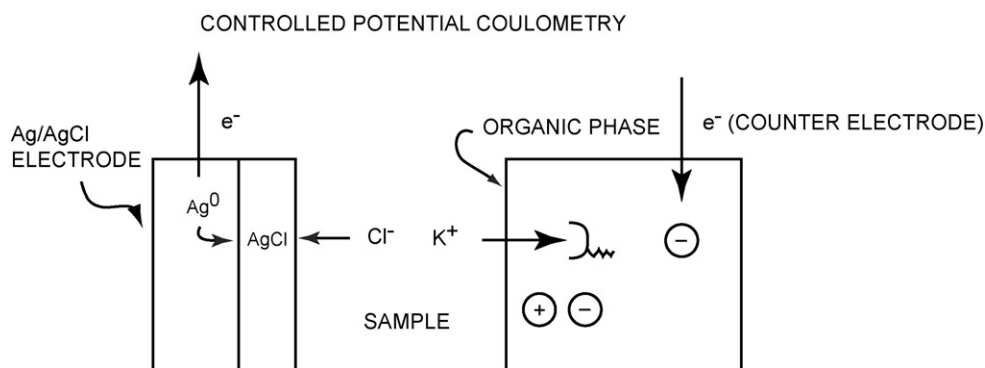 CONTROLLED POTENTIAL COULOMETRY
e⁻
Ag/AgCl
ELECTRODE
ORGANIC PHASE
e⁻ (COUNTER ELECTRODE)
Ag⁰
AgCl
Cl⁻
K⁺
−
+
−
SAMPLE